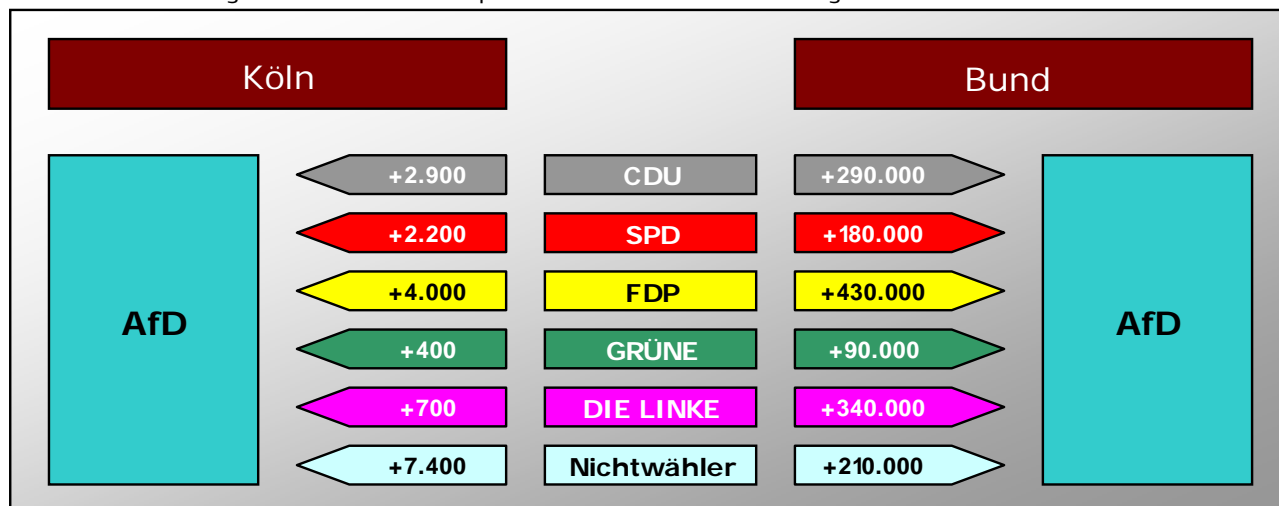 Köln Bund
+2.900 CDU +290.000
+2.200 SPD +180.000
+4.000 FDP +430.000
AfD AfD
+400 GRÜNE +90.000
+700 DIE LINKE +340.000
+7.400 Nichtwähler +210.000